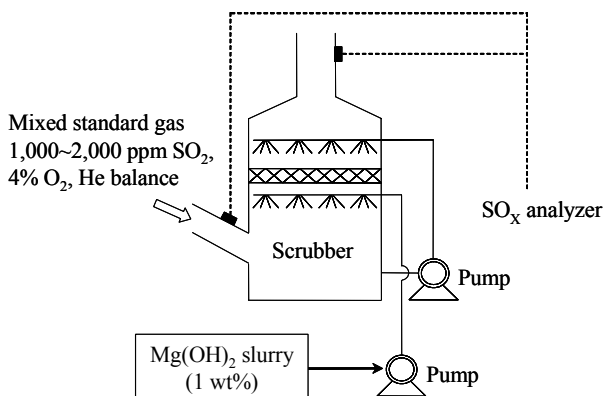 Mixed standard gas
1,000~2,000 ppm SO₂,
4% O₂, He balance
SOX analyzer
Scrubber
Pump
Mg(OH)₂ slurry
(1 wt%)
Pump